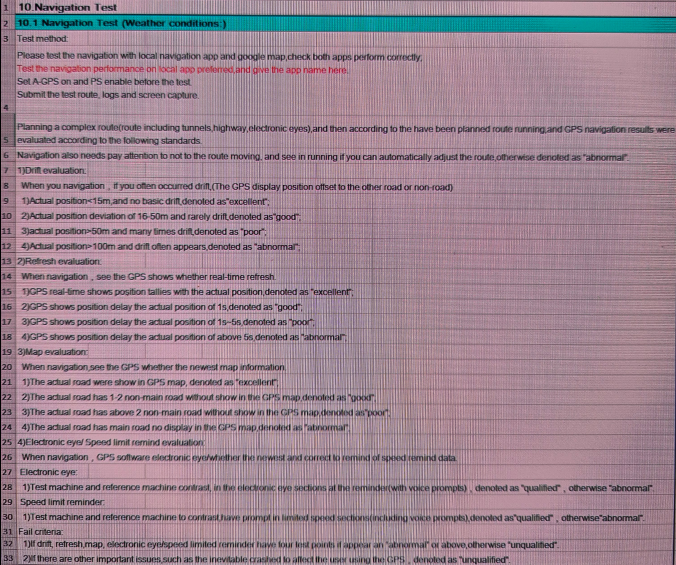 1 10.Navigation Test
2 10.1 Navigation Test (Weather conditions:)
3 Test method:
Please test the navigation with local navigation app and google map,check both apps perform correctly,
Test the navigation performance on local app preferred,and give the app name here.
Set A-GPS on and PS enable before the test.
Submit the test route, logs and screen capture.
4
Planning a complex route(route including tunnels,highway,electronic eyes),and then according to the have been planned route running,and GPS navigation results were
5 evaluated according to the following standards.
6 Navigation also needs pay attention to not to the route moving, and see in running if you can automatically adjust the route,otherwise denoted as "abnormal".
7 1)Drift evaluation:
8 When you navigation , if you often occurred drift,(The GPS display position offset to the other road or non-road)
9 1)Actual position<15m,and no basic drift,denoted as"excellent";
10 2)Actual position deviation of 16-50m and rarely drift,denoted as"good";
11 3)actual position>50m and many times drift,denoted as "poor";
12 4)Actual position>100m and drift often appears,denoted as "abnormal";
13 2)Refresh evaluation:
14 When navigation , see the GPS shows whether real-time refresh.
15 1)GPS real-time shows position tallies with the actual position,denoted as "excellent";
16 2)GPS shows position delay the actual position of 1s,denoted as "good";
17 3)GPS shows position delay the actual position of 1s~5s,denoted as "poor";
18 4)GPS shows position delay the actual position of above 5s,denoted as "abnormal";
19 3)Map evaluation:
20 When navigation,see the GPS whether the newest map information.
21 1)The actual road were show in GPS map, denoted as "excellent";
22 2)The actual road has 1-2 non-main road without show in the GPS map,denoted as "good";
23 3)The actual road has above 2 non-main road without show in the GPS map,denoted as"poor";
24 4)The actual road has main road no display in the GPS map,denoted as "abnormal";
25 4)Electronic eye/ Speed limit remind evaluation:
26 When navigation , GPS software electronic eye/whether the newest and correct to remind of speed remind data.
27 Electronic eye:
28 1)Test machine and reference machine contrast, in the electronic eye sections at the reminder(with voice prompts) , denoted as "qualified" , otherwise "abnormal".
29 Speed limit reminder:
30 1)Test machine and reference machine to contrast,have prompt in limited speed sections(including voice prompts),denoted as"qualified" , otherwise"abnormal".
31 Fail criteria:
32 1)If drift, refresh,map, electronic eye/speed limited reminder have four test points if appear an "abnormal" or above,otherwise "unqualified".
33 2)If there are other important issues,such as the inevitable crashed to affect the user using the GPS , denoted as "unqualified".